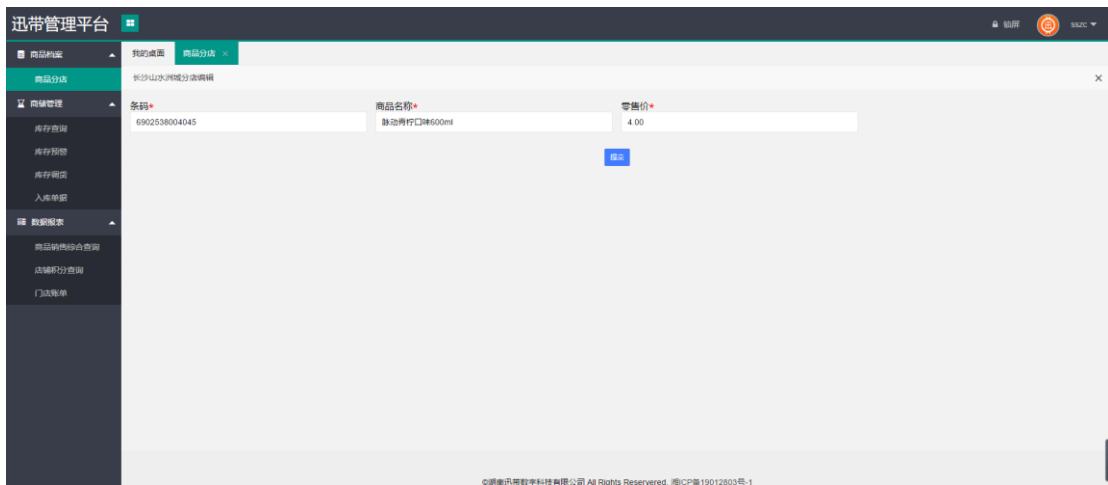 迅带管理平台
锁屏
sszc
商品档案
我的桌面
商品分店 ×
商品分店
长沙山水洲城分店编辑
×
商储管理
条码*
商品名称*
零售价*
6902538004045
脉动青柠口味600ml
4.00
库存查询
库存预警
提交
库存调货
入库单据
数据报表
商品销售综合查询
店铺积分查询
门店账单
©湖南迅带数字科技有限公司 All Rights Reservered. 湘ICP备19012803号-1